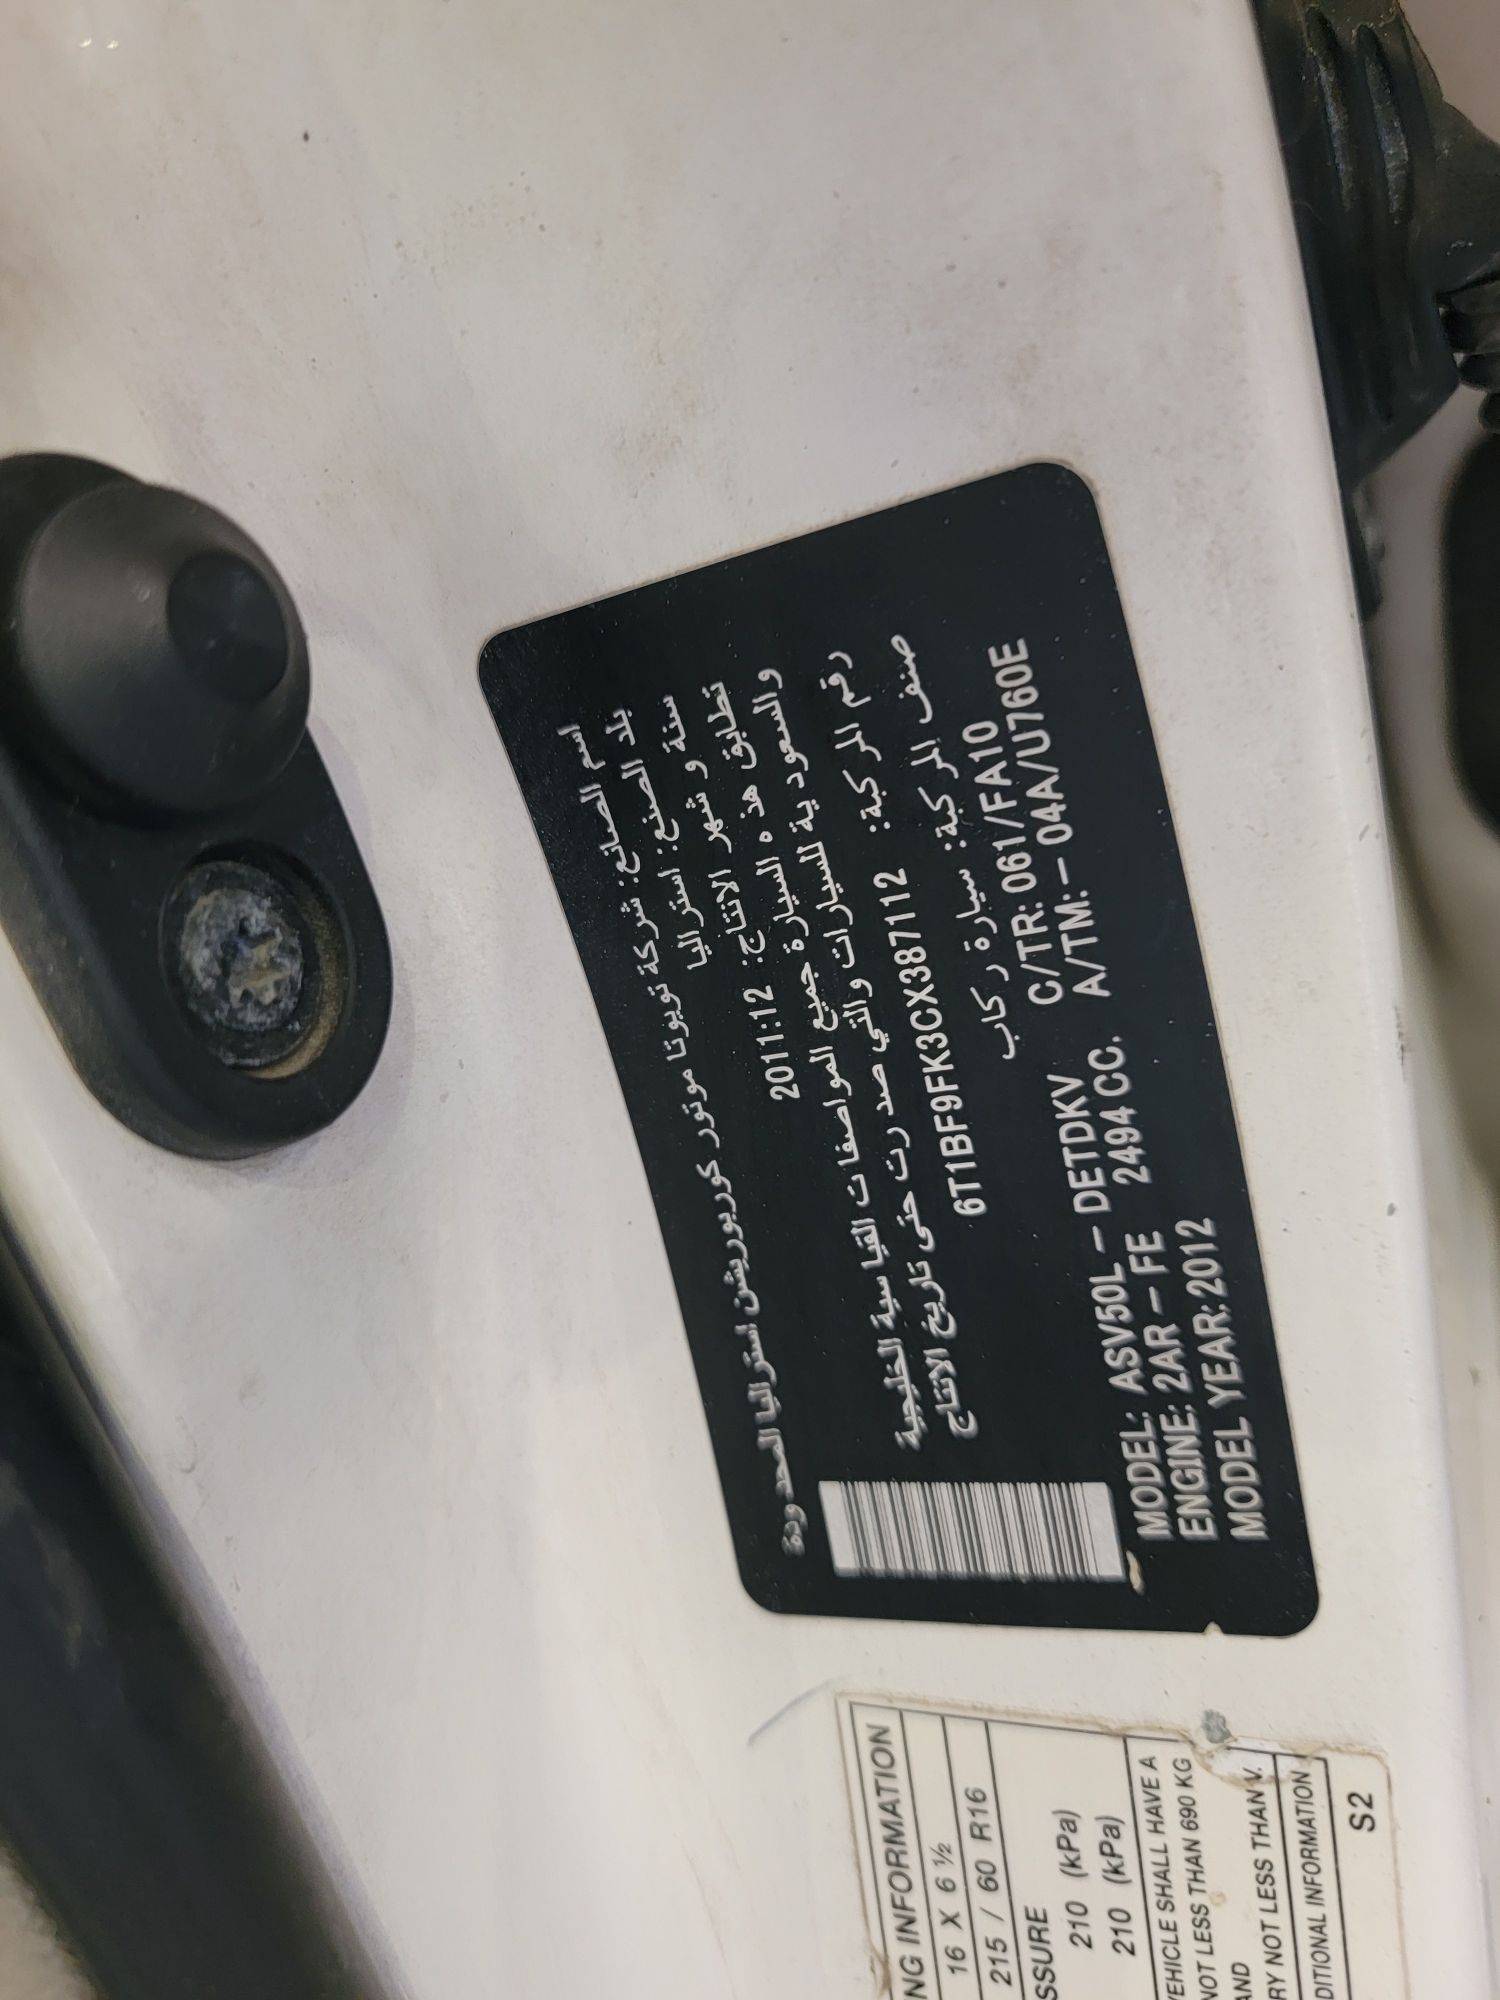 اسم الصانع: شركة تويوتا موتور كوربوريشن استراليا المحدودة
بلد الصنع: استراليا
سنة و شهر الانتاج: 2011:12
تطابق هذه السيارة جميع المواصفات القياسية الخليجية
والسعودية للسيارات والتي صدرت حتى تاريخ الانتاج
رقم المركبة: 6T1BF9FK3CX387112
صنف المركبة: سيارة ركاب
MODEL: ASV50L – DETDKV C/TR: 061/FA10
ENGINE: 2AR – FE 2494 CC. A/TM: – 04A/U760E
MODEL YEAR: 2012
NG INFORMATION
16 X 6 ½
215 / 60 R16
SSURE
210 (kPa)
210 (kPa)
VEHICLE SHALL HAVE A
NOT LESS THAN 690 KG
AND
RY NOT LESS THAN V.
DITIONAL INFORMATION
S2